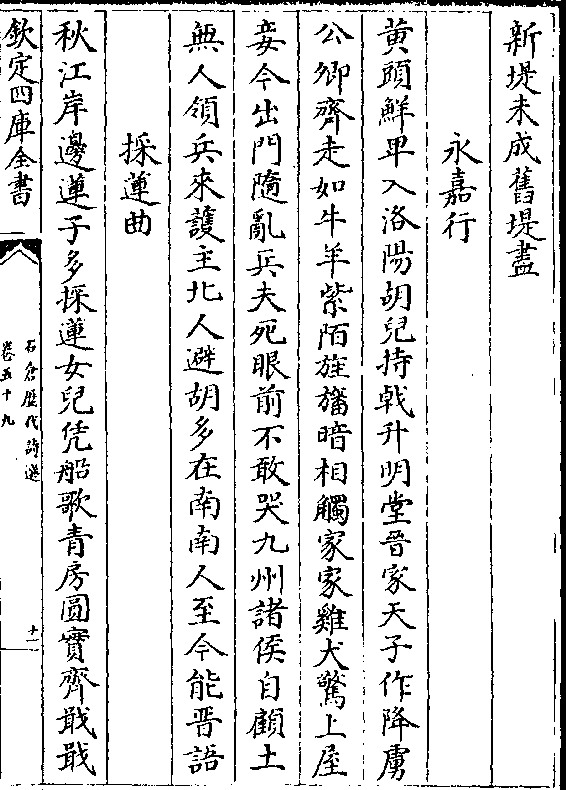 新堤未成舊堤盡
永嘉行
黄頭鮮卑入洛陽胡兒持㦸升明堂晉家天子作降虜
公卿齊走如牛羊紫陌旌旛暗相觸家家雞犬驚上屋
妾今出門隨亂兵夫死眼前不敢哭九州諸侯自顧土
無人領兵來護主北人避胡多在南南人至今能晉語
採蓮曲
秋江岸邊蓮子多採蓮女兒凭船歌青房圓實齊戢戢
欽定四庫全書
石倉歷代詩選
卷五十九
十一